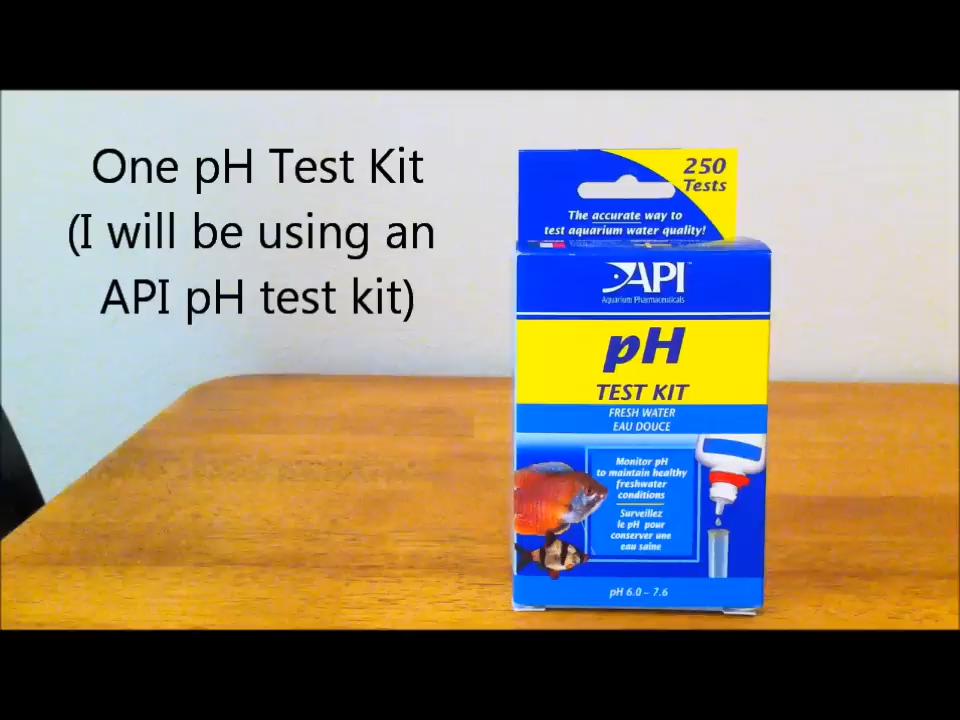 One pH Test Kit
(I will be using an
API pH test kit)
250
Tests
The accurate way to
test aquarium water quality!
API
Aquarium Pharmaceuticals
pH
TEST KIT
FRESH WATER
EAU DOUCE
Monitor pH
to maintain healthy
freshwater
conditions
Surveillez
le pH pour
conserver une
eau saine
pH 6.0 – 7.6